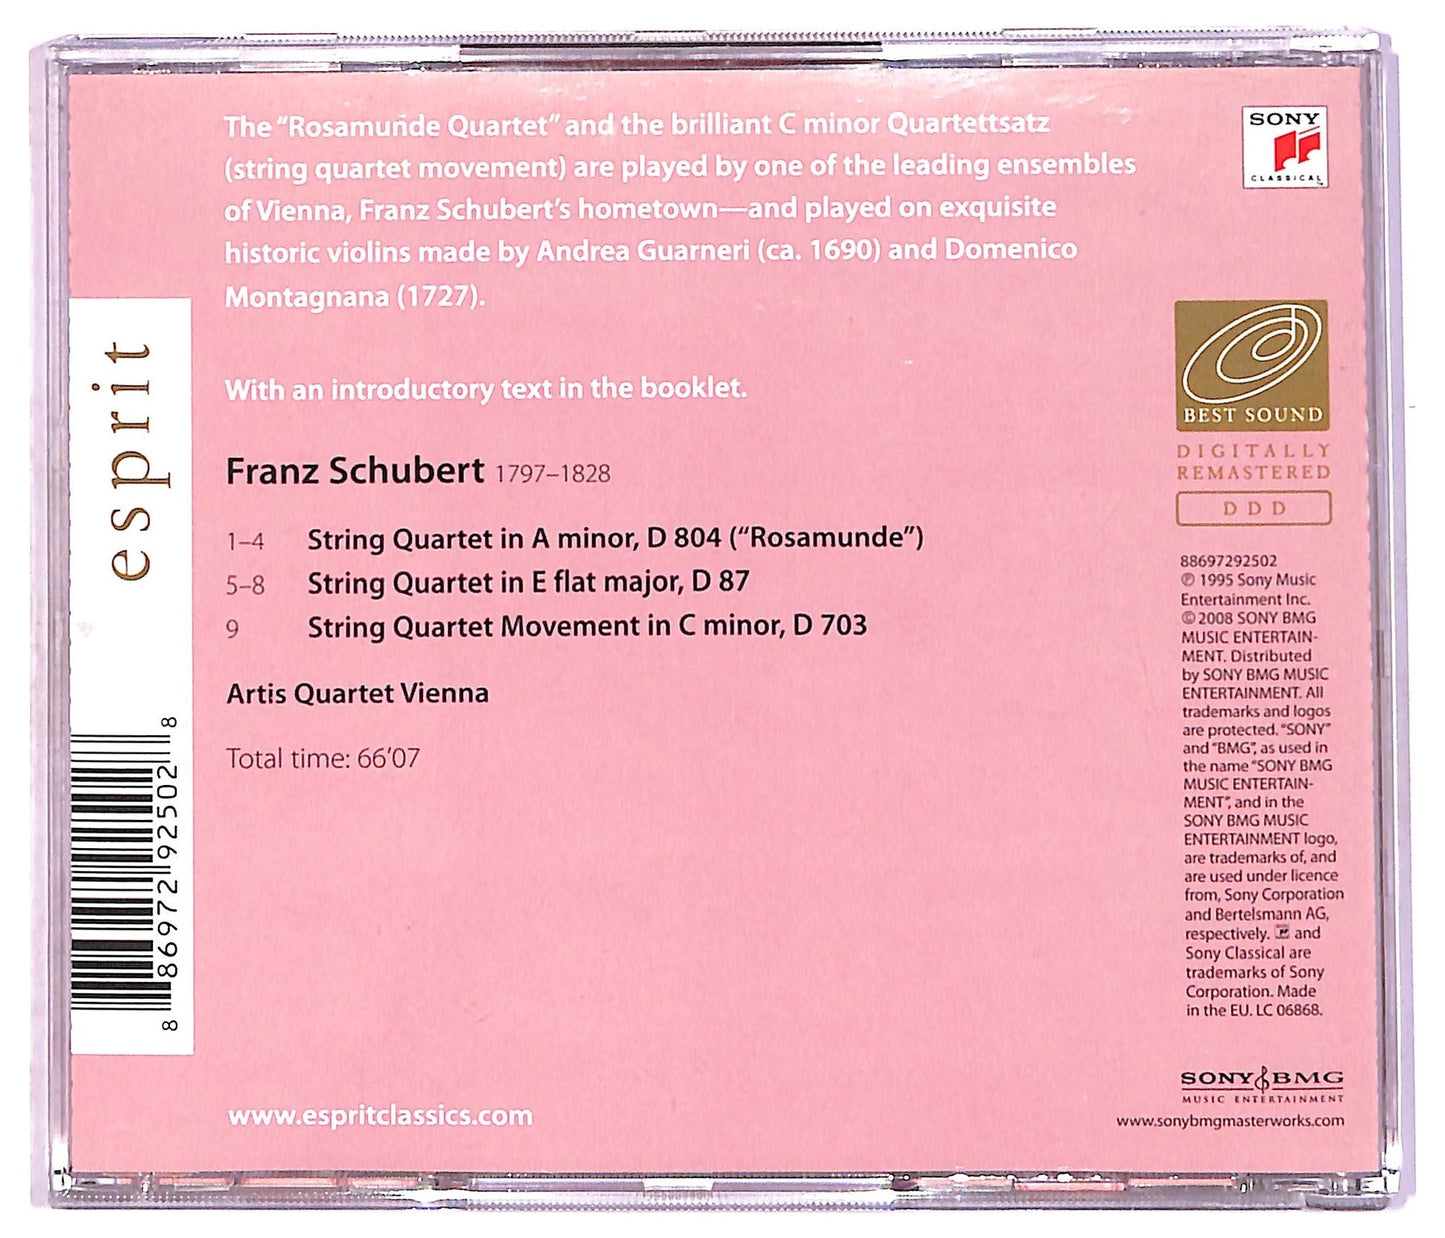 The “Rosamunde Quartet” and the brilliant C minor Quartettsatz
(string quartet movement) are played by one of the leading ensembles
of Vienna, Franz Schubert’s hometown—and played on exquisite
historic violins made by Andrea Guarneri (ca. 1690) and Domenico
Montagnana (1727).
With an introductory text in the booklet.
Franz Schubert 1797–1828
1–4 String Quartet in A minor, D 804 (“Rosamunde”)
5–8 String Quartet in E flat major, D 87
9 String Quartet Movement in C minor, D 703
Artis Quartet Vienna
Total time: 66’07
www.espritclassics.com
esprit
8 86972 92502 8
SONY
CLASSICAL
BEST SOUND
DIGITALLY
REMASTERED
DDD
88697292502
℗ 1995 Sony Music
Entertainment Inc.
© 2008 SONY BMG
MUSIC ENTERTAIN-
MENT. Distributed
by SONY BMG MUSIC
ENTERTAINMENT. All
trademarks and logos
are protected. “SONY”
and “BMG”, as used in
the name “SONY BMG
MUSIC ENTERTAIN-
MENT”, and in the
SONY BMG MUSIC
ENTERTAINMENT logo,
are trademarks of, and
are used under licence
from, Sony Corporation
and Bertelsmann AG,
respectively. and
Sony Classical are
trademarks of Sony
Corporation. Made
in the EU. LC 06868.
SONY BMG
MUSIC ENTERTAINMENT
www.sonybmgmasterworks.com